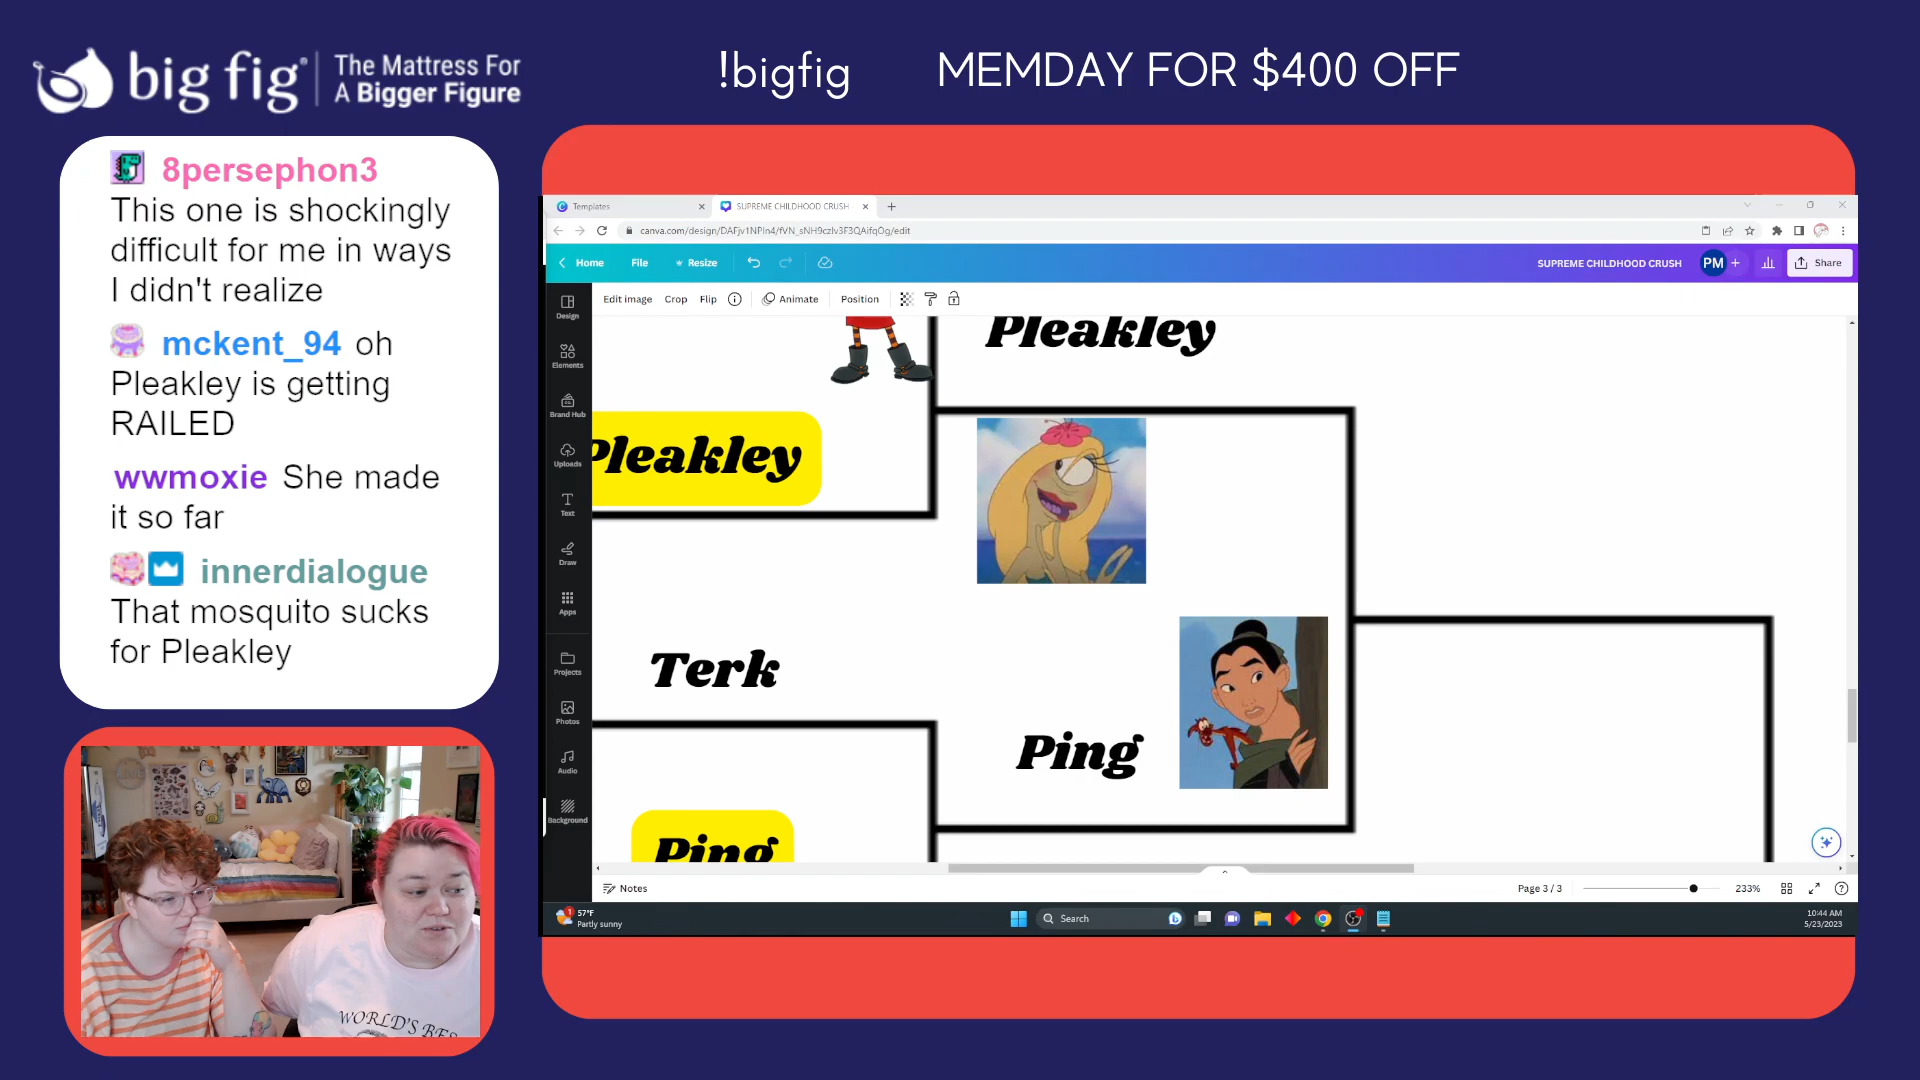 big fig
The Mattress For
A Bigger Figure
!bigfig
MEMDAY FOR $400 OFF
8persephon3
This one is shockingly
difficult for me in ways
I didn't realize
mckent_94 oh
Pleakley is getting
RAILED
wwmoxie She made
it so far
innerdialogue
That mosquito sucks
for Pleakley
WORLD'S BES
Templates
SUPREME CHILDHOOD CRUSH
Home
File
Resize
SUPREME CHILDHOOD CRUSH
PM
Share
Edit image
Crop
Flip
Animate
Position
Design
Elements
Brand Hub
Uploads
Text
Draw
Apps
Projects
Photos
Audio
Background
Pleakley
Pleakley
Terk
Ping
Ping
Notes
Page 3 / 3
233%
1
57°F
Partly sunny
Search
10:44 AM
5/23/2023